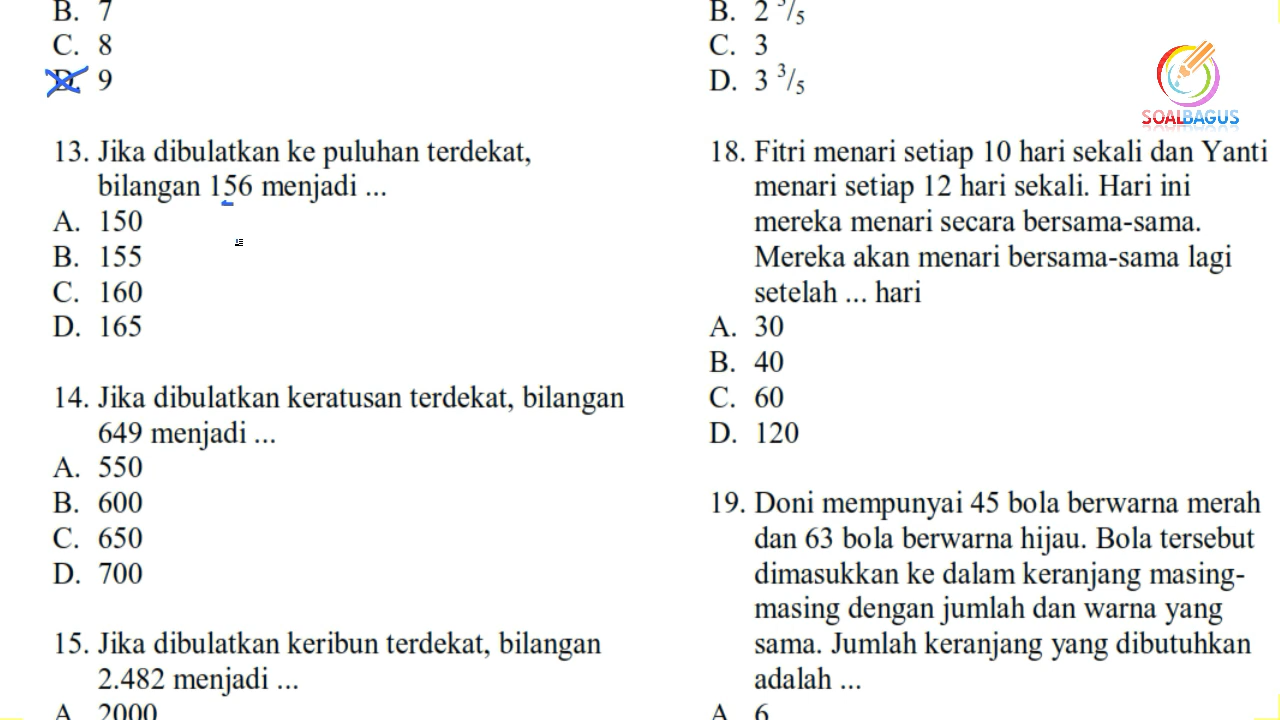 B. 7
C. 8
D. 9
13. Jika dibulatkan ke puluhan terdekat,
bilangan 156 menjadi ...
A. 150
B. 155
C. 160
D. 165
14. Jika dibulatkan keratusan terdekat, bilangan
649 menjadi ...
A. 550
B. 600
C. 650
D. 700
15. Jika dibulatkan keribun terdekat, bilangan
2.482 menjadi ...
A. 2000
B. 2 3/5
C. 3
D. 3 3/5
18. Fitri menari setiap 10 hari sekali dan Yanti
menari setiap 12 hari sekali. Hari ini
mereka menari secara bersama-sama.
Mereka akan menari bersama-sama lagi
setelah ... hari
A. 30
B. 40
C. 60
D. 120
19. Doni mempunyai 45 bola berwarna merah
dan 63 bola berwarna hijau. Bola tersebut
dimasukkan ke dalam keranjang masing-
masing dengan jumlah dan warna yang
sama. Jumlah keranjang yang dibutuhkan
adalah ...
A. 6
SOALBAGUS